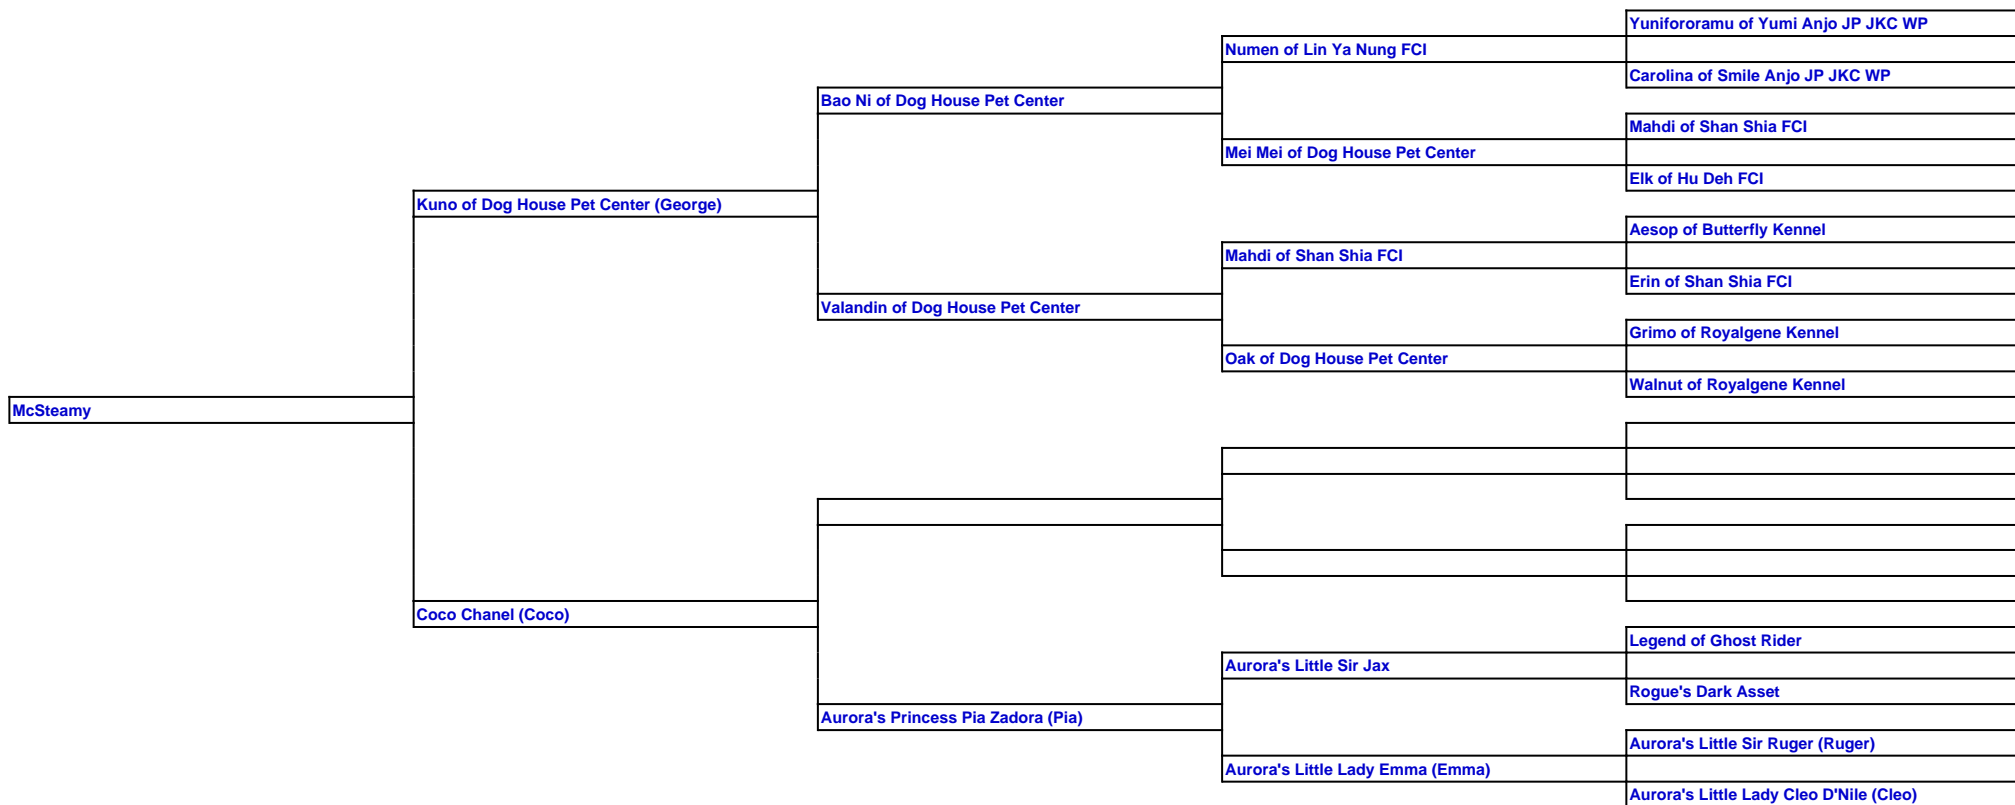 Yunifororamu of Yumi Anjo JP JKC WP
Numen of Lin Ya Nung FCI
Carolina of Smile Anjo JP JKC WP
Bao Ni of Dog House Pet Center
Mahdi of Shan Shia FCI
Mei Mei of Dog House Pet Center
Elk of Hu Deh FCI
Kuno of Dog House Pet Center (George)
Aesop of Butterfly Kennel
Mahdi of Shan Shia FCI
Erin of Shan Shia FCI
Valandin of Dog House Pet Center
Grimo of Royalgene Kennel
Oak of Dog House Pet Center
Walnut of Royalgene Kennel
McSteamy
Coco Chanel (Coco)
Legend of Ghost Rider
Aurora's Little Sir Jax
Rogue's Dark Asset
Aurora's Princess Pia Zadora (Pia)
Aurora's Little Sir Ruger (Ruger)
Aurora's Little Lady Emma (Emma)
Aurora's Little Lady Cleo D'Nile (Cleo)